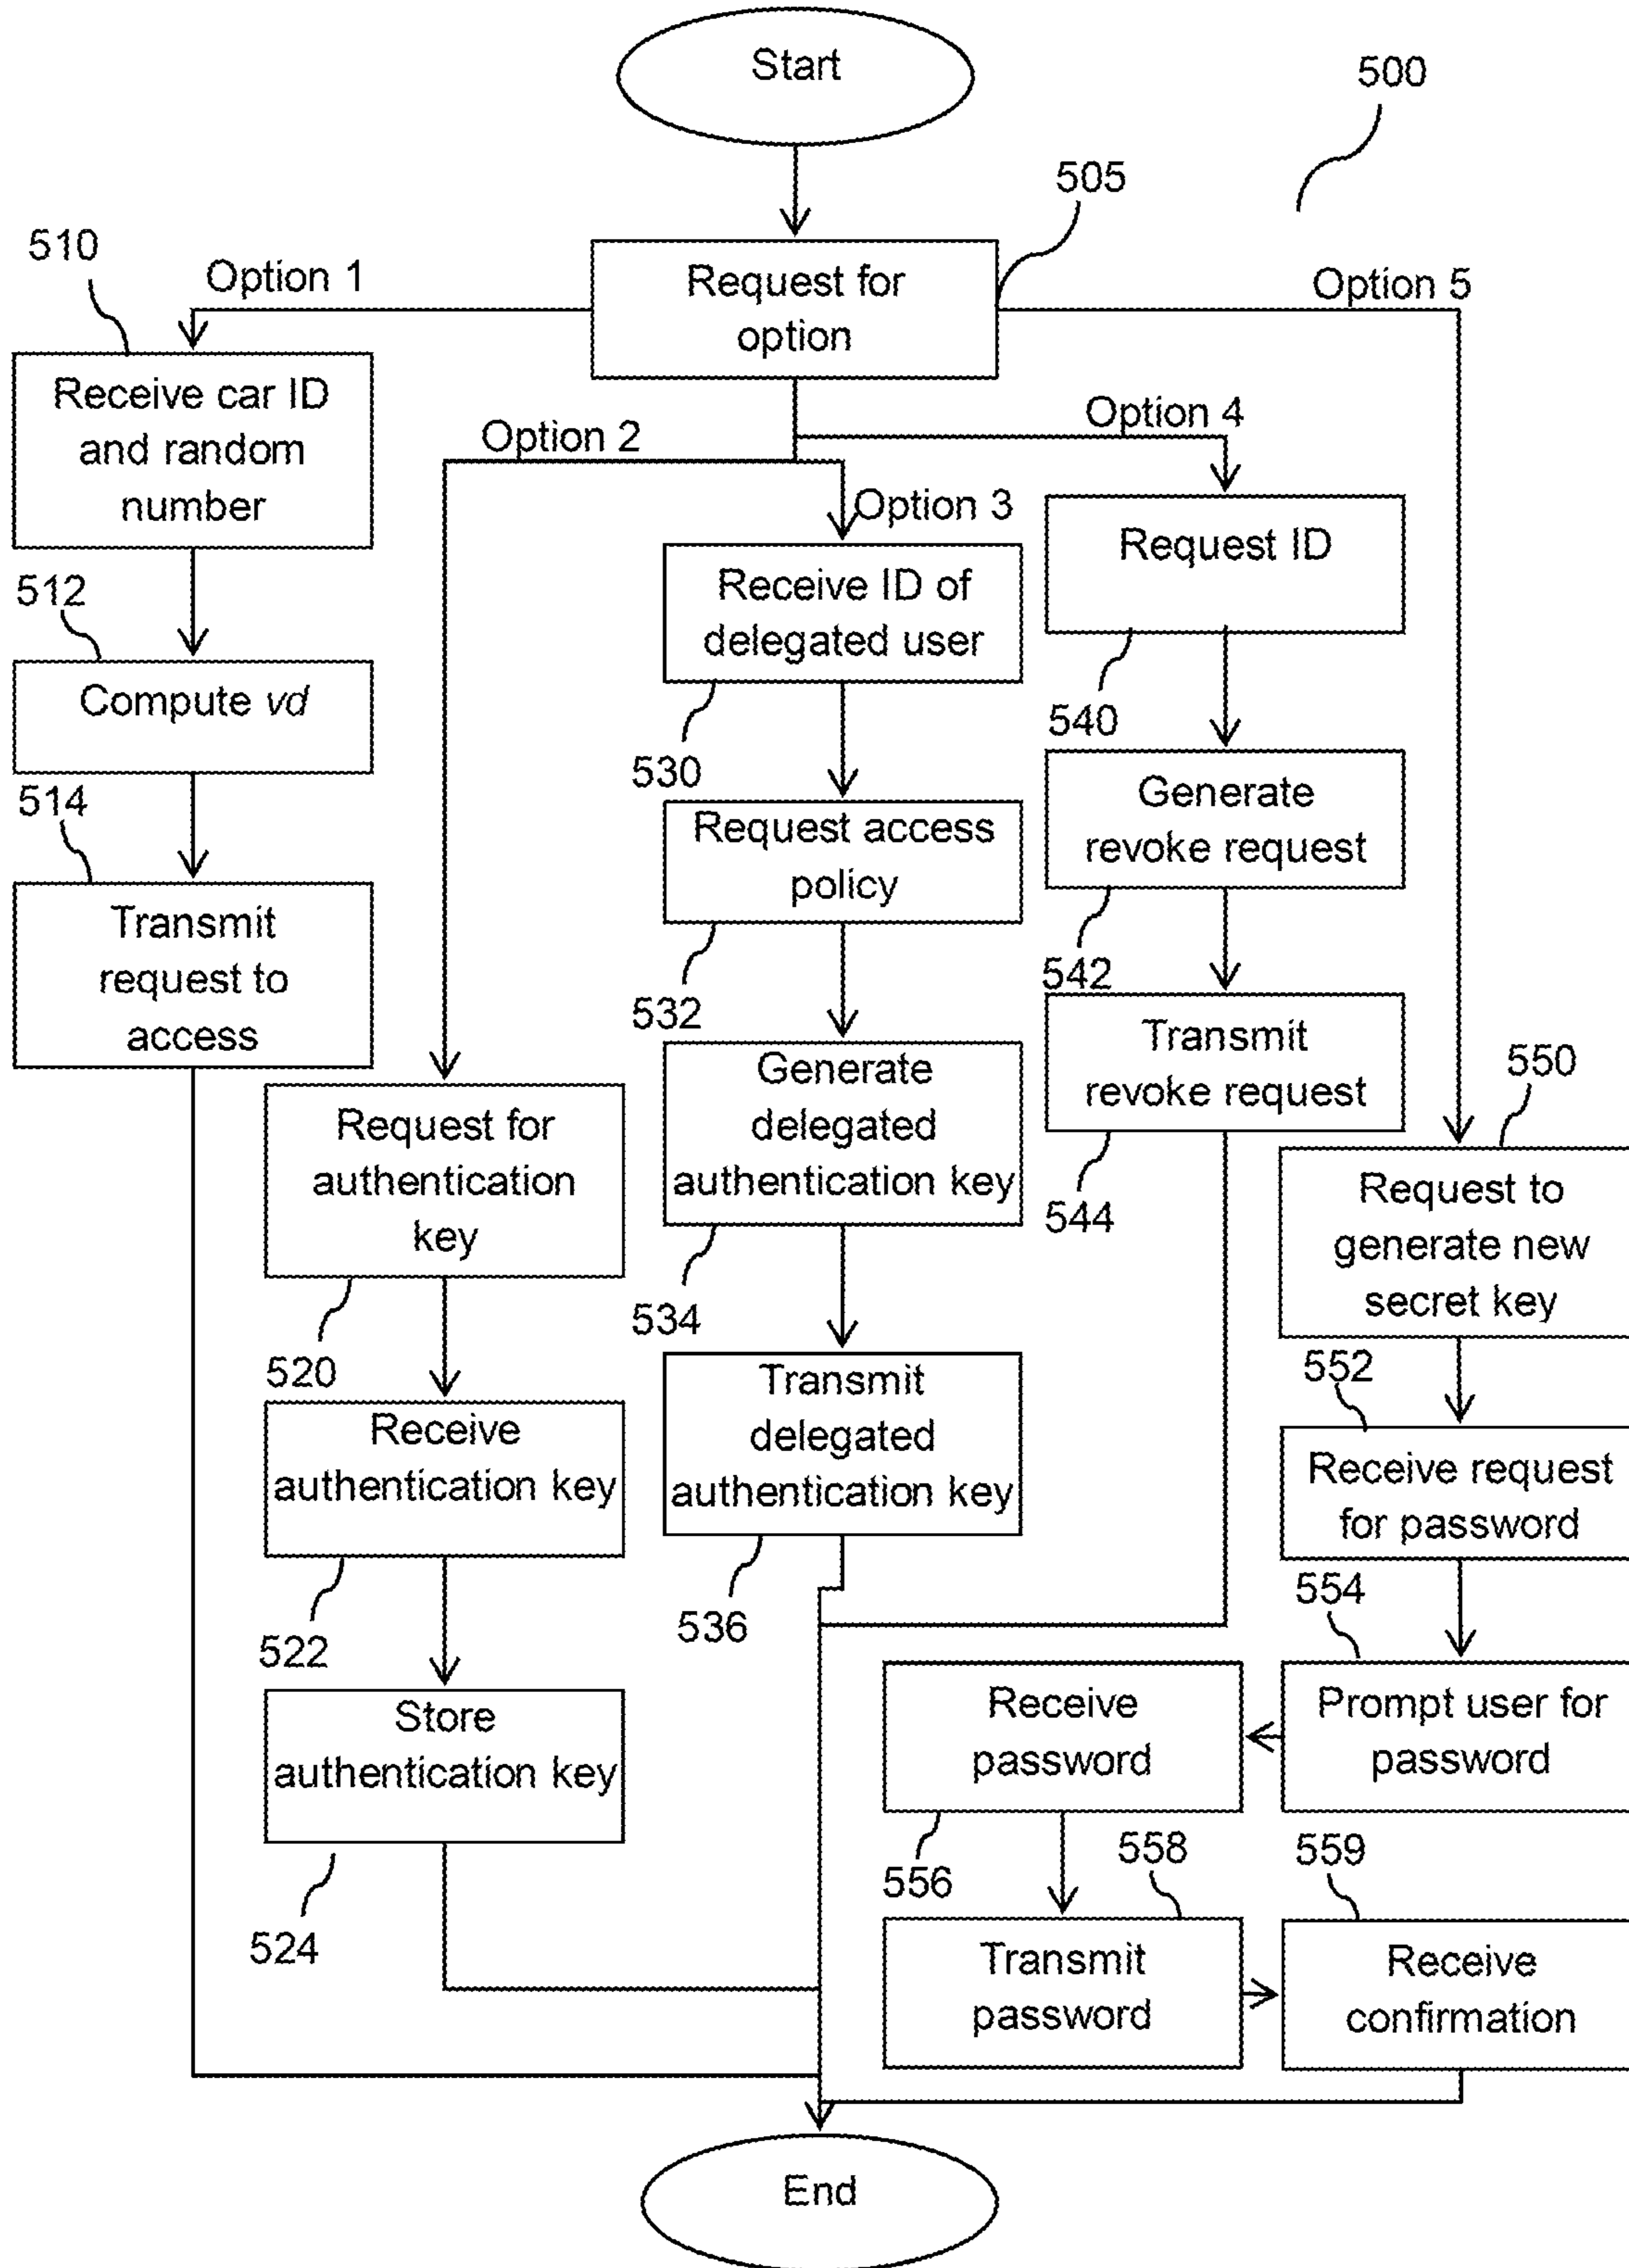 Start
500
505
Request for
option
510
Option 1
Receive car ID
and random
number
512
Compute vd
514
Transmit
request to
access
Option 2
Request for
authentication
key
520
Receive
authentication key
522
Store
authentication key
524
Option 3
Receive ID of
delegated user
530
Request access
policy
532
Generate
delegated
authentication key
534
Transmit
delegated
authentication key
536
Option 4
Request ID
540
Generate
revoke request
542
Transmit
revoke request
544
Option 5
550
Request to
generate new
secret key
552
Receive request
for password
554
Prompt user for
password
Receive
password
556
558
Transmit
password
559
Receive
confirmation
End